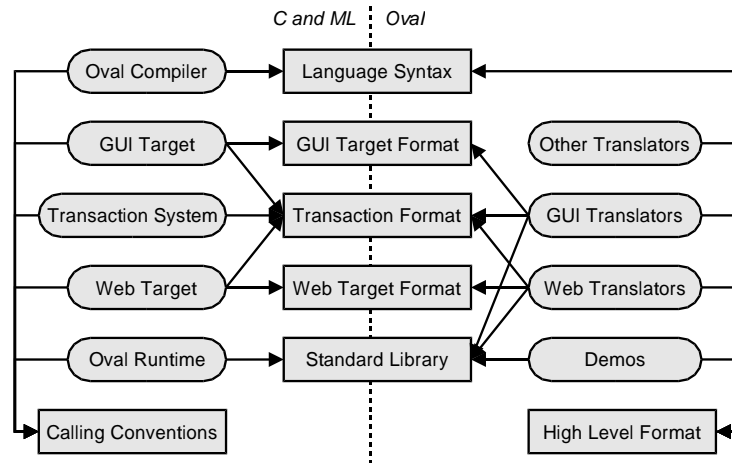 C and ML Oval
Oval Compiler Language Syntax
GUI Target GUI Target Format Other Translators
Transaction System Transaction Format GUI Translators
Web Target Web Target Format Web Translators
Oval Runtime Standard Library Demos
Calling Conventions High Level Format